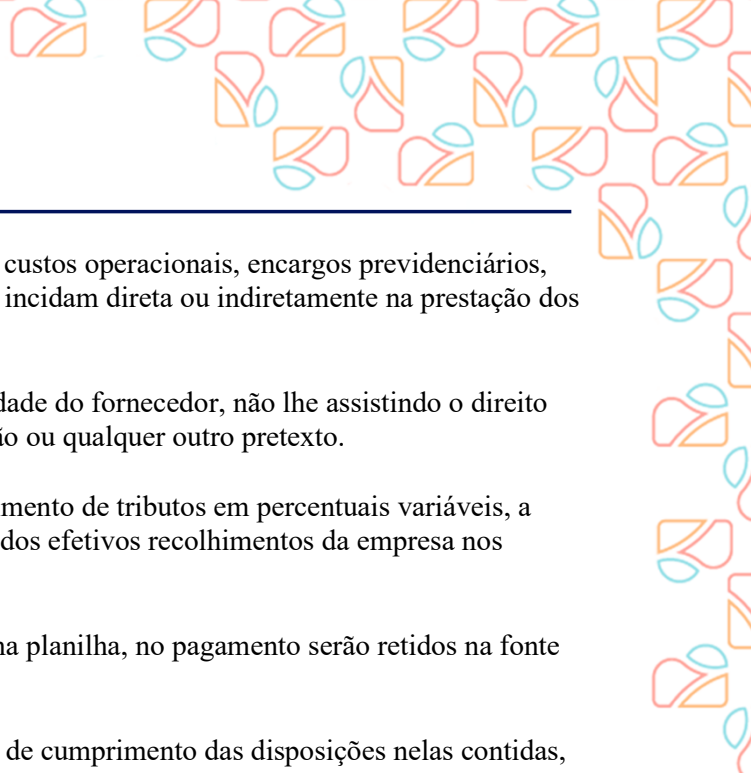 custos operacionais, encargos previdenciários,
incidam direta ou indiretamente na prestação dos
dade do fornecedor, não lhe assistindo o direito
ão ou qualquer outro pretexto.
mento de tributos em percentuais variáveis, a
dos efetivos recolhimentos da empresa nos
na planilha, no pagamento serão retidos na fonte
de cumprimento das disposições nelas contidas,